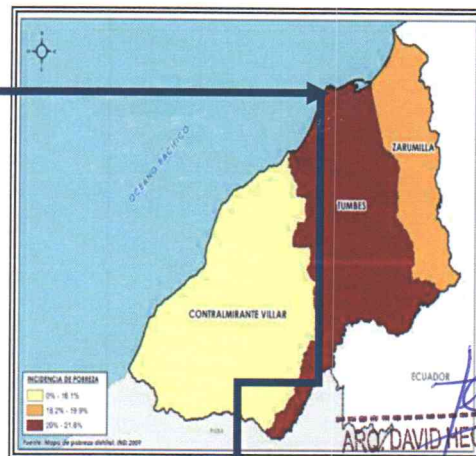 OCEANO PACIFICO
ZARUMILLA
TUMBES
CONTRALMIRANTE VILLAR
INCIDENCIA DE POBREZA
0% - 18.1%
18.2% - 19.9%
20% - 21.8%
ECUADOR
PIURA
Fuente: Mapa de pobreza distrital, INEI 2009
ARQ. DAVID HEC